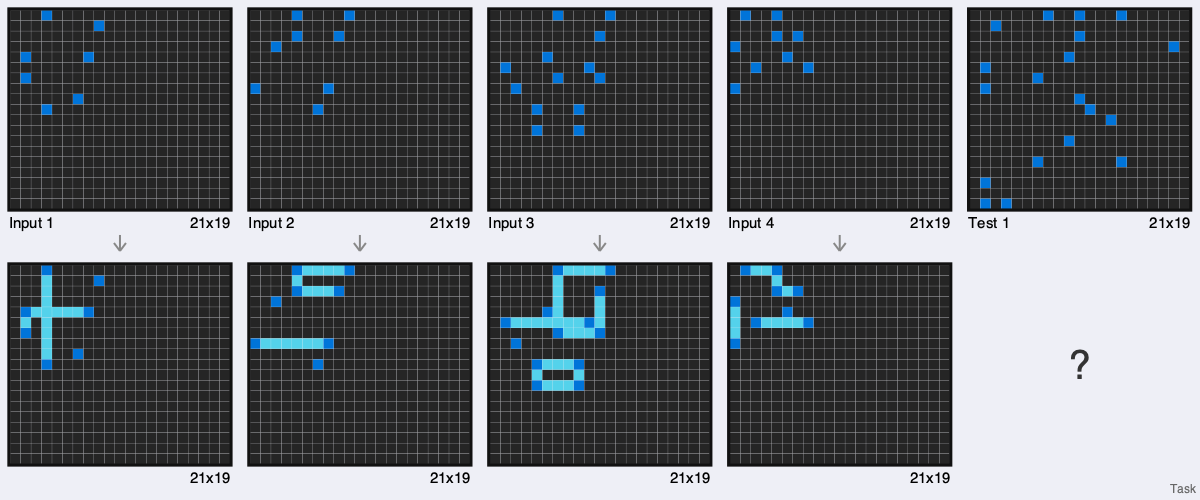 Input 1 21x19
Input 2 21x19
Input 3 21x19
Input 4 21x19
Test 1 21x19
21x19
21x19
21x19
21x19
?
Task